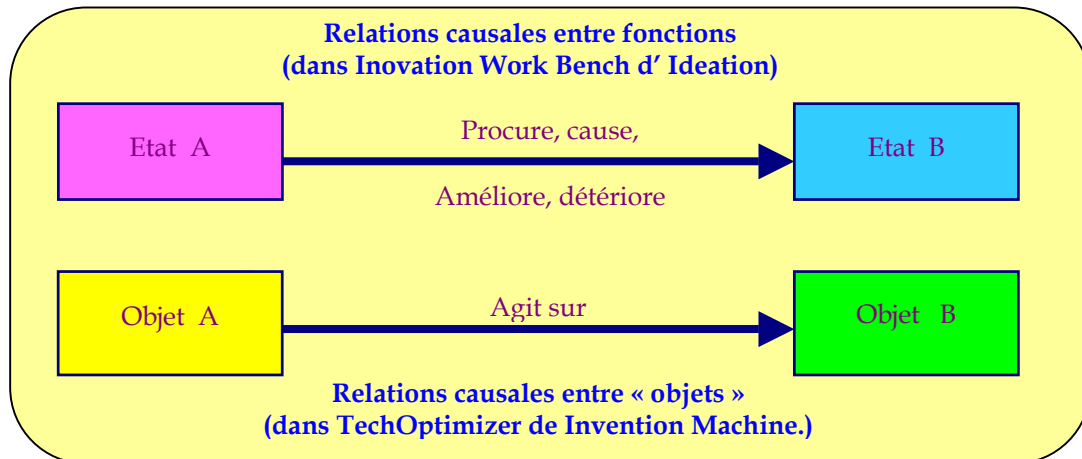 Relations causales entre fonctions
(dans Inovation Work Bench d’ Ideation)
Etat A
Procure, cause,
Améliore, détériore
Etat B
Objet A
Agit sur
Objet B
Relations causales entre « objets »
(dans TechOptimizer de Invention Machine.)